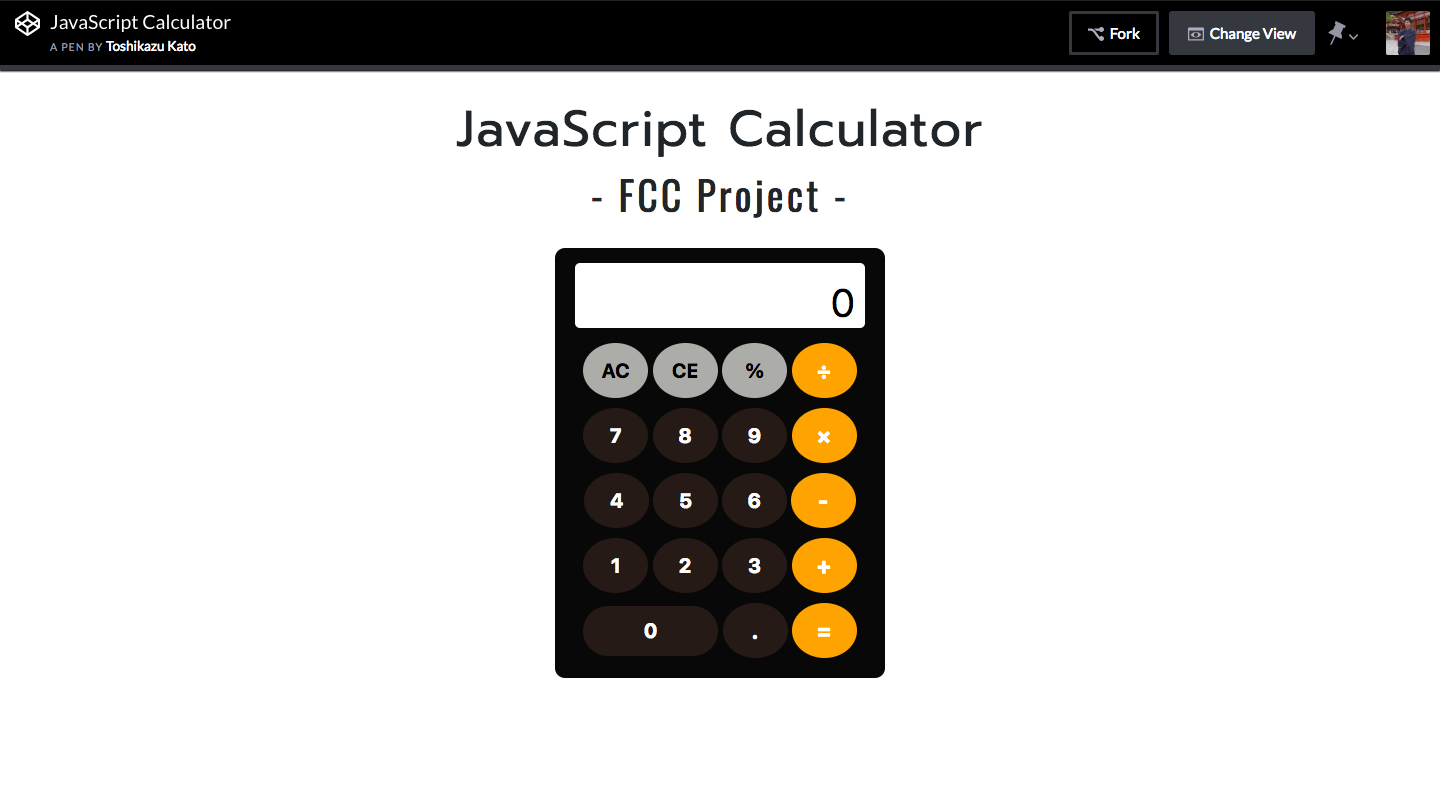 JavaScript Calculator
A PEN BY Toshikazu Kato
Fork
Change View
JavaScript Calculator
- FCC Project -
0
AC CE % ÷
7 8 9 ×
4 5 6 -
1 2 3 +
0 . =